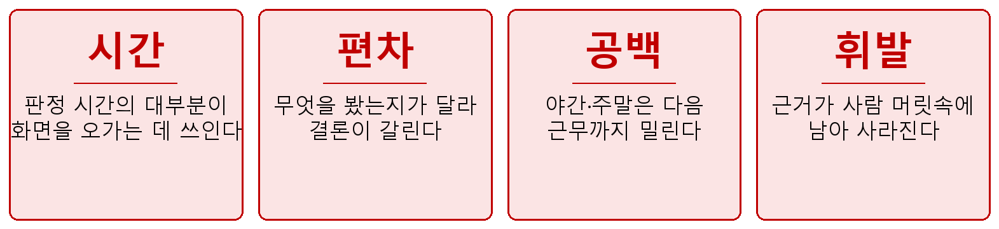 시간
판정 시간의 대부분이
화면을 오가는 데 쓰인다
편차
무엇을 봤는지가 달라
결론이 갈린다
공백
야간·주말은 다음
근무까지 밀린다
휘발
근거가 사람 머릿속에
남아 사라진다